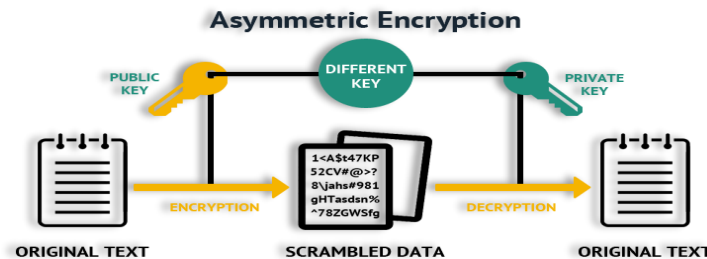 Asymmetric Encryption
PUBLIC
KEY
DIFFERENT
KEY
PRIVATE
KEY
1<A$t47KP
52CV#@>?
8\jahs#981
gHTasdsn%
^78ZGWSfg
ENCRYPTION
DECRYPTION
ORIGINAL TEXT
SCRAMBLED DATA
ORIGINAL TEXT